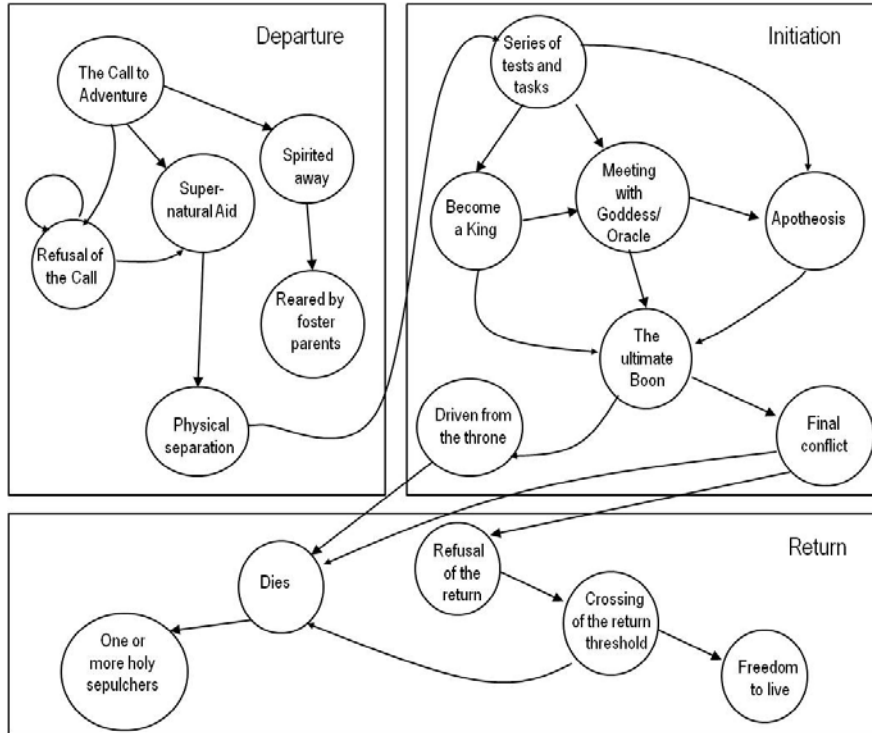 Departure
The Call to
Adventure
Spirited
away
Super-
natural Aid
Refusal of
the Call
Reared by
foster
parents
Physical
separation
Initiation
Series of
tests and
tasks
Become
a King
Meeting
with
Goddess/
Oracle
Apotheosis
The
ultimate
Boon
Driven from
the throne
Final
conflict
Return
Refusal
of the
return
Dies
Crossing
of the return
threshold
One or
more holy
sepulchers
Freedom
to live